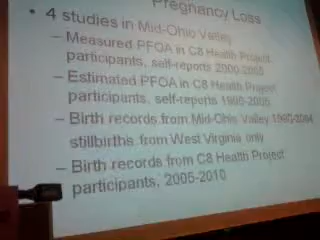 Pregnancy Loss
• 4 studies in Mid-Ohio Valley
– Measured PFOA in C8 Health Project
participants, self-reports 2000-2005
– Estimated PFOA in C8 Health Project
participants, self-reports 1990-2005
– Birth records from Mid-Ohio Valley 1990-2004
stillbirths from West Virginia only
– Birth records from C8 Health Project
participants, 2005-2010